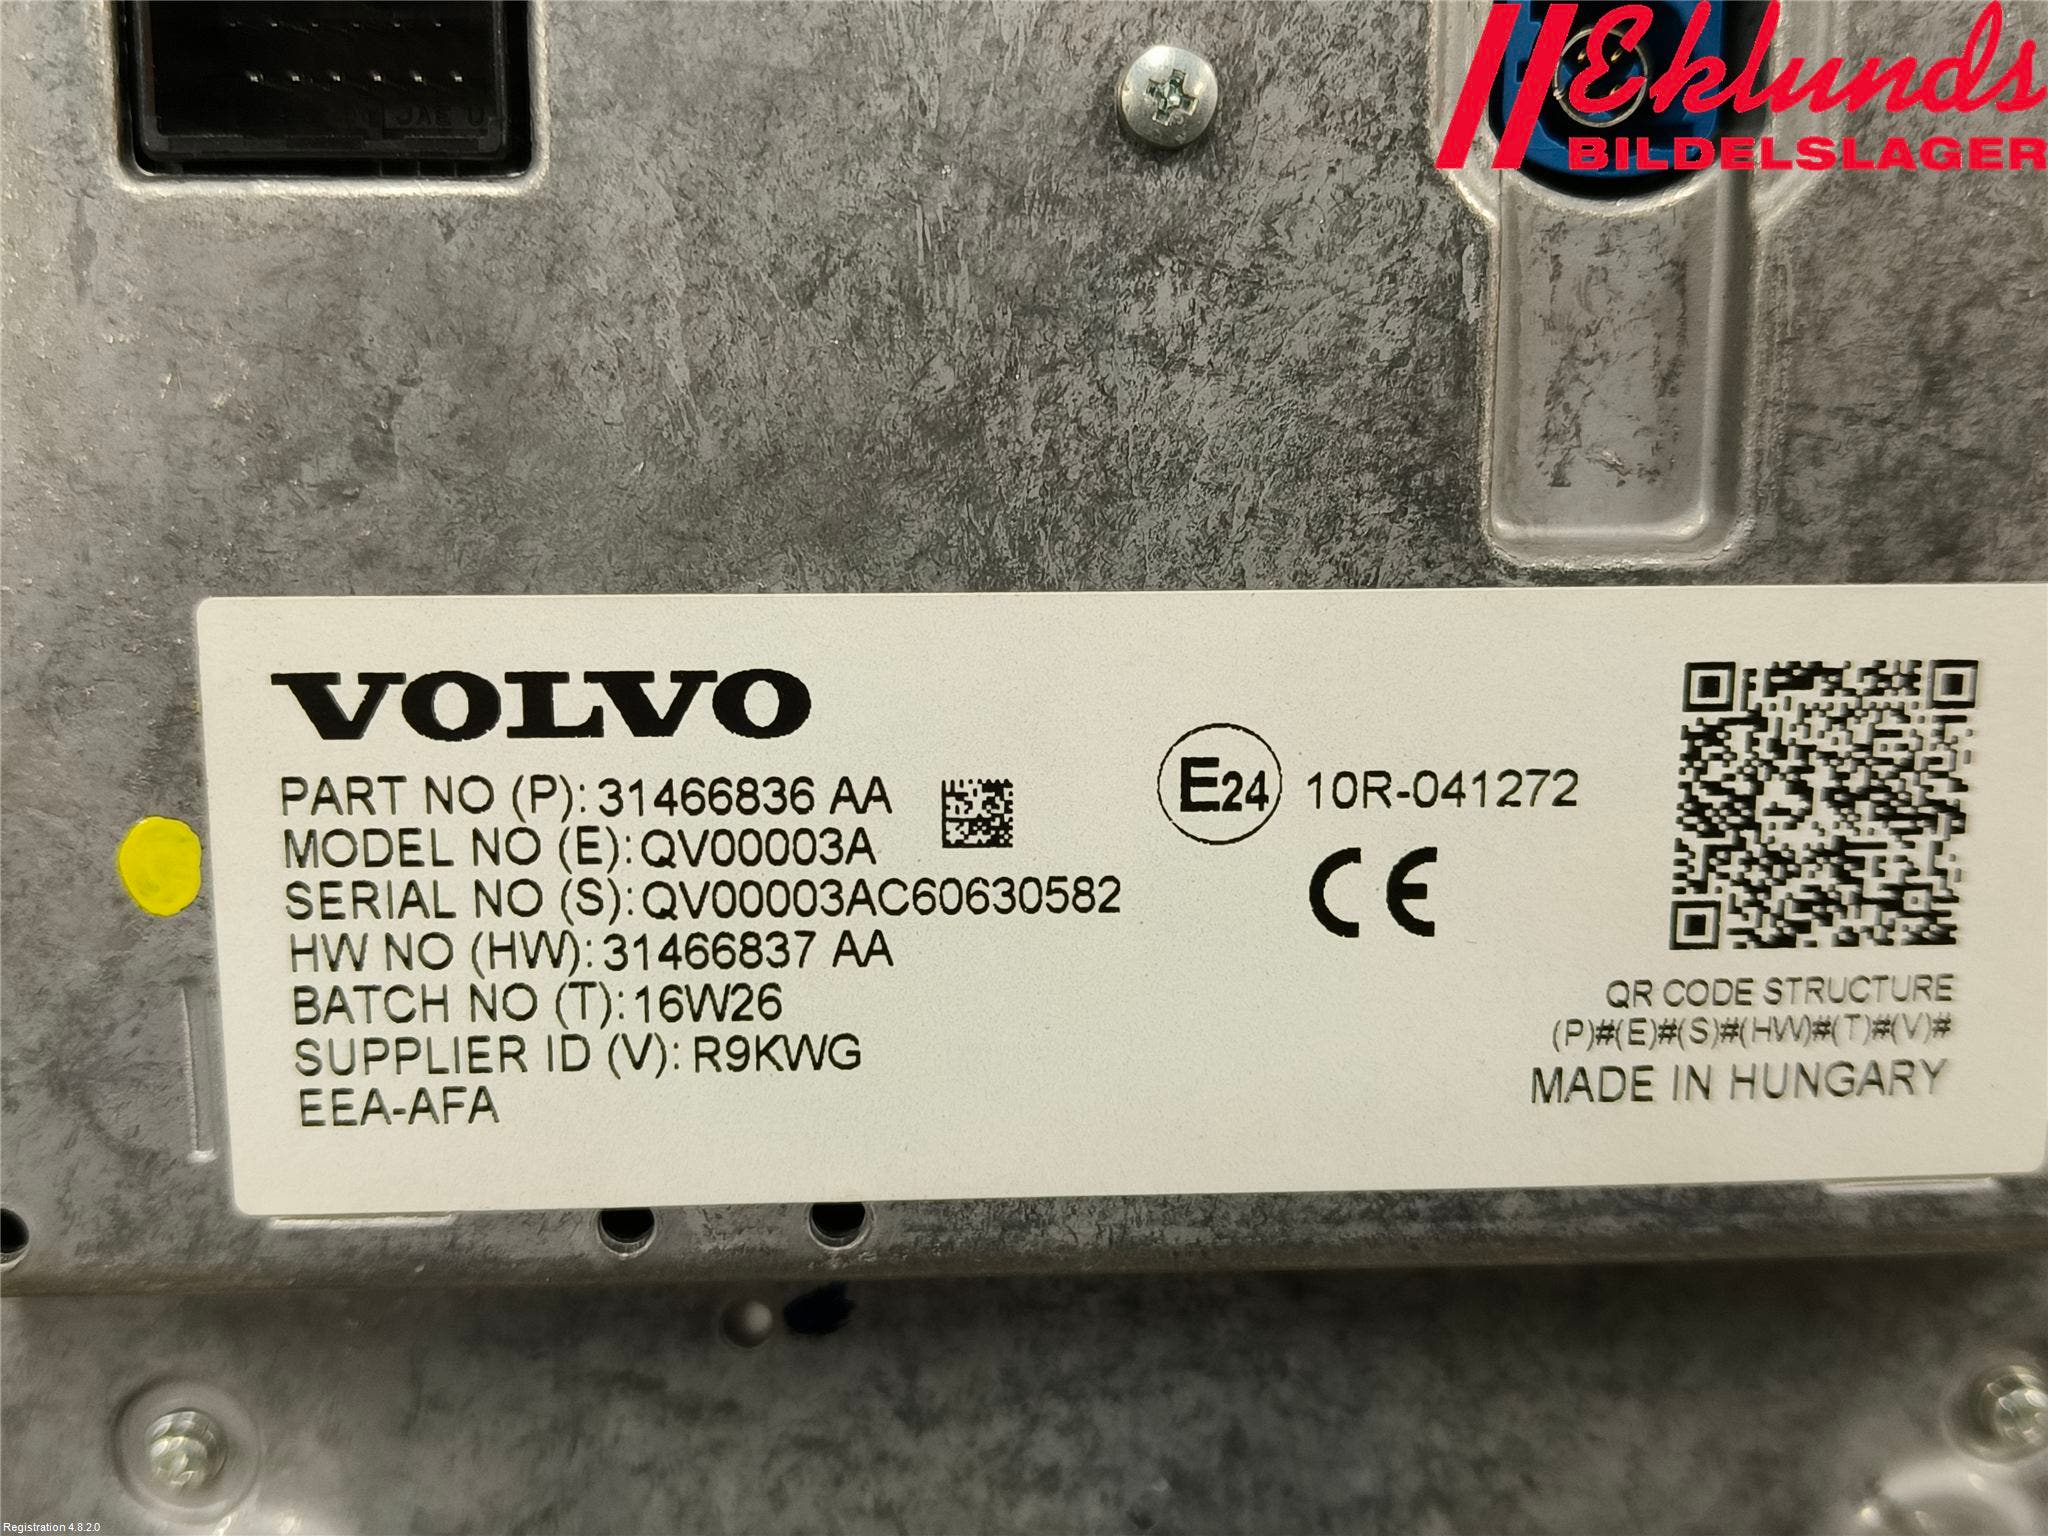 JAE
Eklunds
BILDELSLAGER
VOLVO
PART NO (P): 31466836 AA
MODEL NO (E): QV00003A
SERIAL NO (S): QV00003AC60630582
HW NO (HW): 31466837 AA
BATCH NO (T): 16W26
SUPPLIER ID (V): R9KWG
EEA-AFA
E24 10R-041272
CE
QR CODE STRUCTURE
(P)#(E)#(S)#(HW)#(T)#(V)#
MADE IN HUNGARY
Registration 4.8.2.0